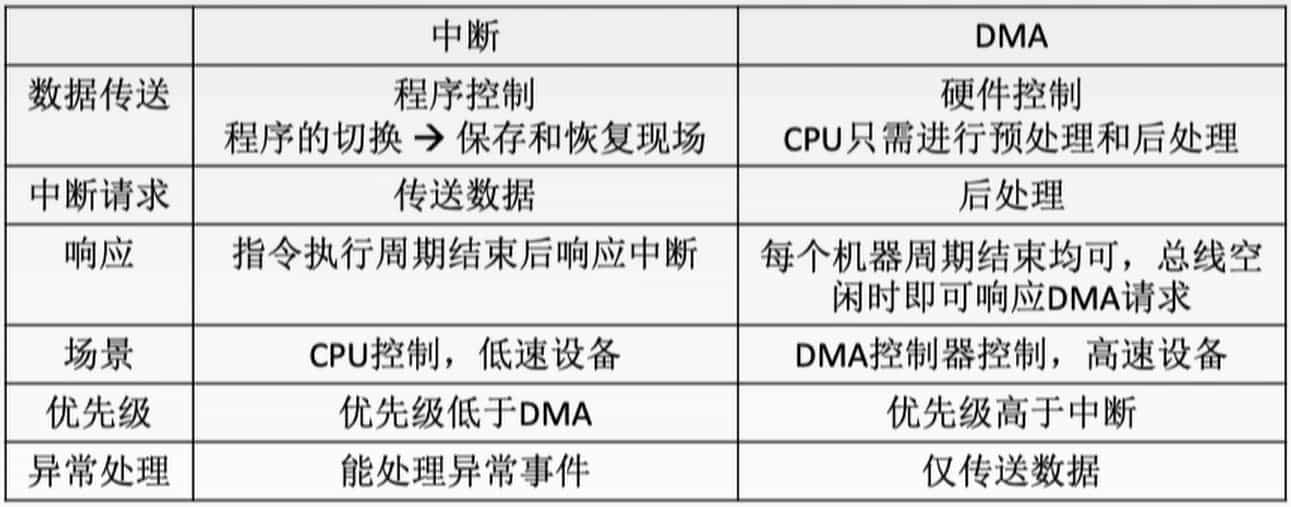 中断
DMA
数据传送
程序控制
程序的切换 → 保存和恢复现场
硬件控制
CPU只需进行预处理和后处理
中断请求
传送数据
后处理
响应
指令执行周期结束后响应中断
每个机器周期结束均可，总线空
闲时即可响应DMA请求
场景
CPU控制，低速设备
DMA控制器控制，高速设备
优先级
优先级低于DMA
优先级高于中断
异常处理
能处理异常事件
仅传送数据